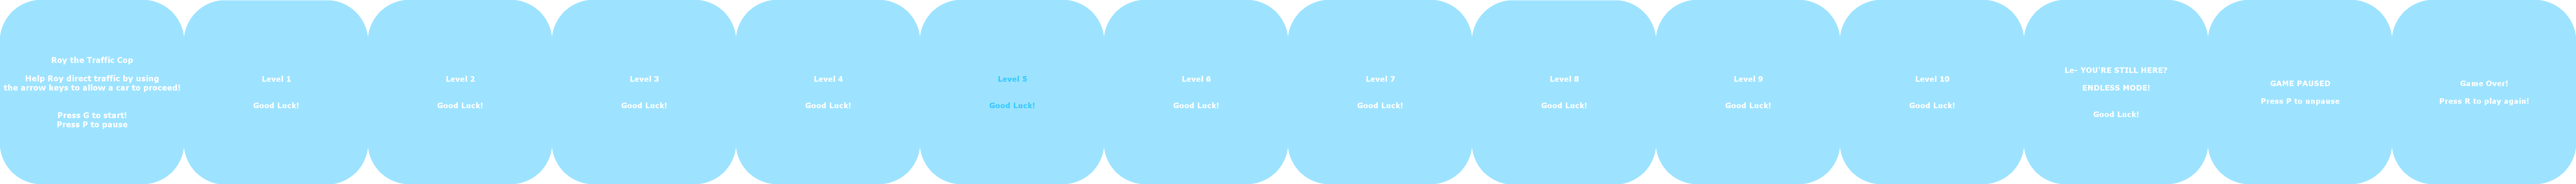 Roy the Traffic Cop
Help Roy direct traffic by using
the arrow keys to allow a car to proceed!
Press G to start!
Press P to pause
Level 1
Good Luck!
Level 2
Good Luck!
Level 3
Good Luck!
Level 4
Good Luck!
Level 5
Good Luck!
Level 6
Good Luck!
Level 7
Good Luck!
Level 8
Good Luck!
Level 9
Good Luck!
Level 10
Good Luck!
Le- YOU'RE STILL HERE?
ENDLESS MODE!
Good Luck!
GAME PAUSED
Press P to unpause
Game Over!
Press R to play again!